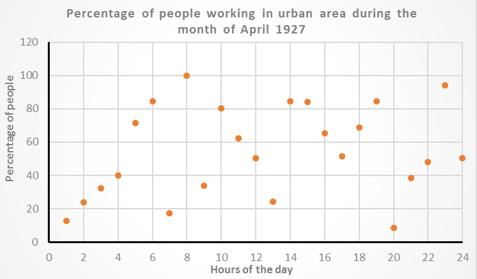 Percentage of people working in urban area during the
month of April 1927
120
100
80
60
40
20
0
Percentage of people
0 2 4 6 8 10 12 14 16 18 20 22 24
Hours of the day